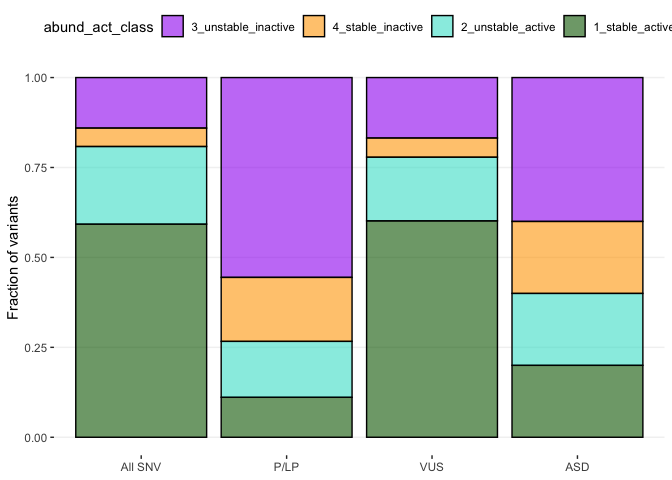 abund_act_class 3_unstable_inactive 4_stable_inactive 2_unstable_active 1_stable_active
1.00
0.75
0.50
0.25
0.00
Fraction of variants
All SNV P/LP VUS ASD